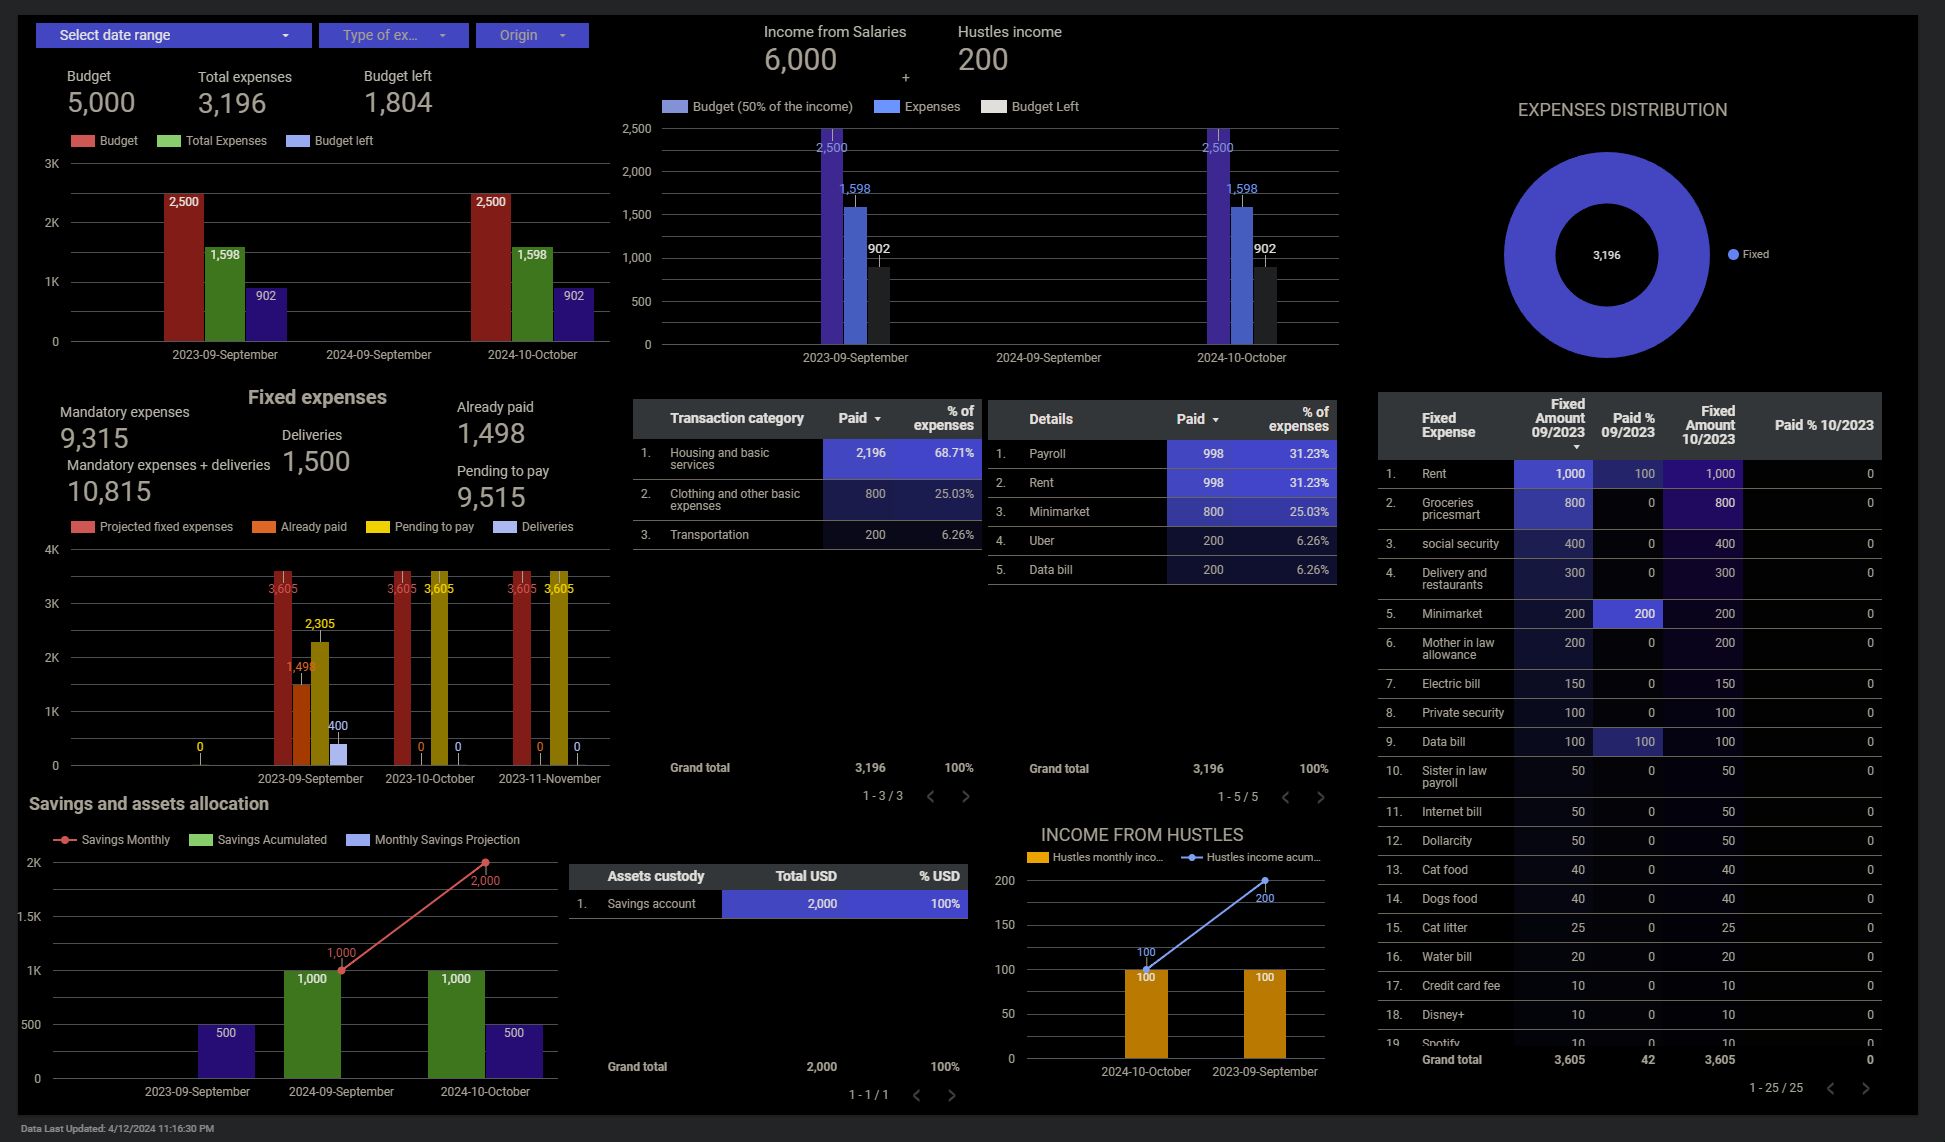 Select date range
Type of ex...
Origin
Budget
5,000
Total expenses
3,196
Budget left
1,804
Budget
Total Expenses
Budget left
3K
2K
1K
0
2,500
1,598
902
2,500
1,598
902
2023-09-September
2024-09-September
2024-10-October
Income from Salaries
6,000
+
Hustles income
200
Budget (50% of the income)
Expenses
Budget Left
2,500
2,000
1,500
1,000
500
0
2,500
1,598
902
2,500
1,598
902
2023-09-September
2024-09-September
2024-10-October
EXPENSES DISTRIBUTION
3,196
Fixed
Fixed expenses
Mandatory expenses
9,315
Mandatory expenses + deliveries
10,815
Deliveries
1,500
Already paid
1,498
Pending to pay
9,515
Projected fixed expenses
Already paid
Pending to pay
Deliveries
4K
3K
2K
1K
0
0
3,605
1,498
2,305
400
3,605
0
3,605
0
3,605
0
3,605
0
2023-09-September
2023-10-October
2023-11-November
Transaction category Paid % of expenses
1. Housing and basic services 2,196 68.71%
2. Clothing and other basic expenses 800 25.03%
3. Transportation 200 6.26%
Grand total 3,196 100%
1 - 3 / 3
Details Paid % of expenses
1. Payroll 998 31.23%
2. Rent 998 31.23%
3. Minimarket 800 25.03%
4. Uber 200 6.26%
5. Data bill 200 6.26%
Grand total 3,196 100%
1 - 5 / 5
Fixed Expense Fixed Amount 09/2023 Paid % 09/2023 Fixed Amount 10/2023 Paid % 10/2023
1. Rent 1,000 100 1,000 0
2. Groceries pricesmart 800 0 800 0
3. social security 400 0 400 0
4. Delivery and restaurants 300 0 300 0
5. Minimarket 200 200 200 0
6. Mother in law allowance 200 0 200 0
7. Electric bill 150 0 150 0
8. Private security 100 0 100 0
9. Data bill 100 100 100 0
10. Sister in law payroll 50 0 50 0
11. Internet bill 50 0 50 0
12. Dollarcity 50 0 50 0
13. Cat food 40 0 40 0
14. Dogs food 40 0 40 0
15. Cat litter 25 0 25 0
16. Water bill 20 0 20 0
17. Credit card fee 10 0 10 0
18. Disney+ 10 0 10 0
19. Spotify 10 0 10 0
Grand total 3,605 42 3,605 0
1 - 25 / 25
Savings and assets allocation
Savings Monthly
Savings Acumulated
Monthly Savings Projection
2K
1.5K
1K
500
0
500
1,000
1,000
2,000
1,000
500
2023-09-September
2024-09-September
2024-10-October
Assets custody Total USD % USD
1. Savings account 2,000 100%
Grand total 2,000 100%
1 - 1 / 1
INCOME FROM HUSTLES
Hustles monthly inco...
Hustles income acum...
200
150
100
50
0
100
100
200
100
2024-10-October
2023-09-September
Data Last Updated: 4/12/2024 11:16:30 PM